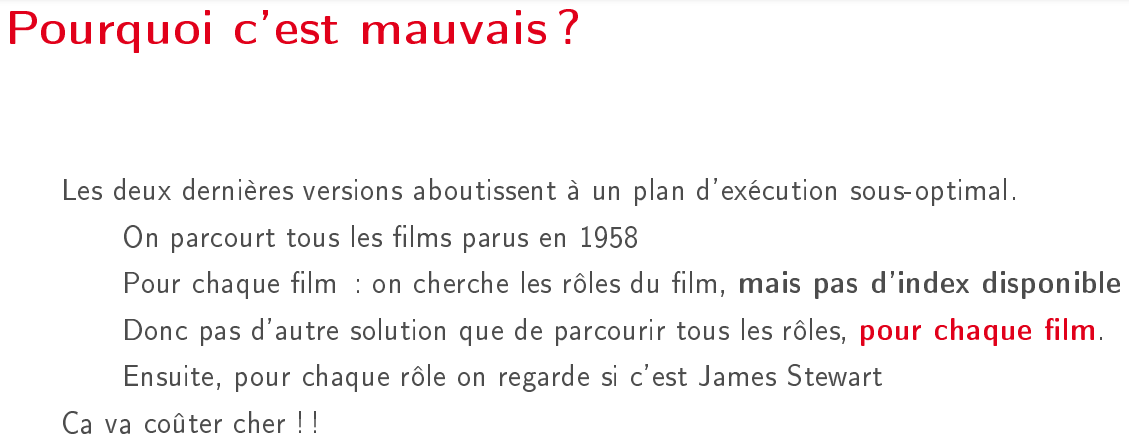 Pourquoi c'est mauvais ?
Les deux dernières versions aboutissent à un plan d'exécution sous-optimal.
On parcourt tous les films parus en 1958
Pour chaque film : on cherche les rôles du film, mais pas d'index disponible
Donc pas d'autre solution que de parcourir tous les rôles, pour chaque film.
Ensuite, pour chaque rôle on regarde si c'est James Stewart
Ca va coûter cher ! !